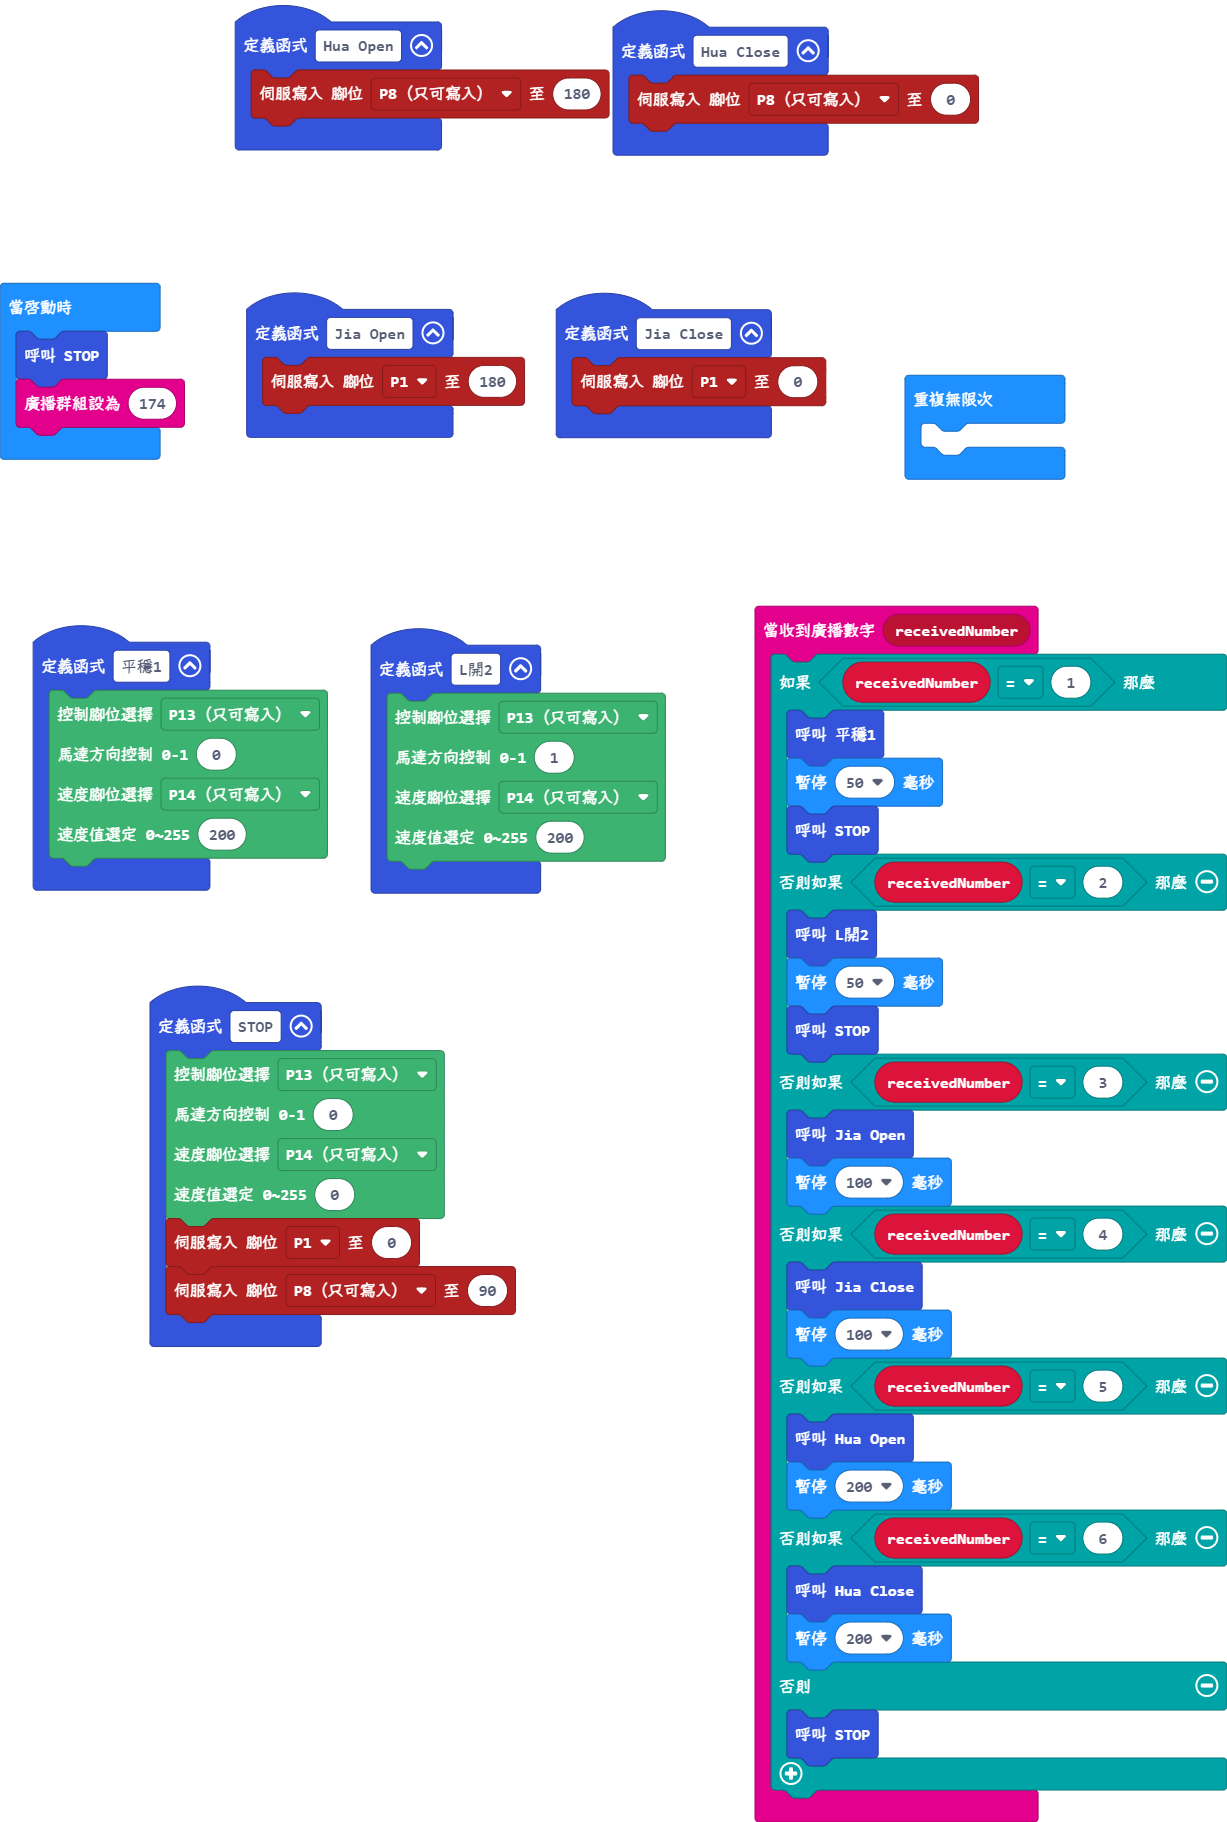 定義函式 Hua Open
伺服寫入 腳位 P8 (只可寫入) 至 180
定義函式 Hua Close
伺服寫入 腳位 P8 (只可寫入) 至 0
當啓動時
呼叫 STOP
廣播群組設為 174
定義函式 Jia Open
伺服寫入 腳位 P1 至 180
定義函式 Jia Close
伺服寫入 腳位 P1 至 0
重複無限次
定義函式 平穩1
控制腳位選擇 P13 (只可寫入)
馬達方向控制 0-1 0
速度腳位選擇 P14 (只可寫入)
速度值選定 0~255 200
定義函式 L開2
控制腳位選擇 P13 (只可寫入)
馬達方向控制 0-1 1
速度腳位選擇 P14 (只可寫入)
速度值選定 0~255 200
定義函式 STOP
控制腳位選擇 P13 (只可寫入)
馬達方向控制 0-1 0
速度腳位選擇 P14 (只可寫入)
速度值選定 0~255 0
伺服寫入 腳位 P1 至 0
伺服寫入 腳位 P8 (只可寫入) 至 90
當收到廣播數字 receivedNumber
如果 receivedNumber = 1 那麼
呼叫 平穩1
暫停 50 毫秒
呼叫 STOP
否則如果 receivedNumber = 2 那麼
呼叫 L開2
暫停 50 毫秒
呼叫 STOP
否則如果 receivedNumber = 3 那麼
呼叫 Jia Open
暫停 100 毫秒
否則如果 receivedNumber = 4 那麼
呼叫 Jia Close
暫停 100 毫秒
否則如果 receivedNumber = 5 那麼
呼叫 Hua Open
暫停 200 毫秒
否則如果 receivedNumber = 6 那麼
呼叫 Hua Close
暫停 200 毫秒
否則
呼叫 STOP